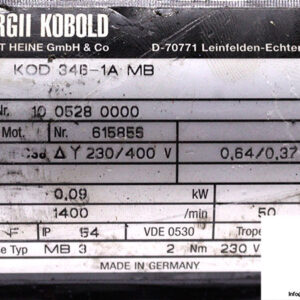 RGII KOBOLD
T HEINE GmbH & Co D-70771 Leinfelden-Echter
KOD 346-1A MB
Nr. 10 0528 0000
Mot. Nr. 615855
Δ Y 230/400 V 0,64/0,37
0.09 kW
1400 /min 50
IP 54 VDE 0530 Trope
e Typ MB 3 2 Nm 230 V
MADE IN GERMANY